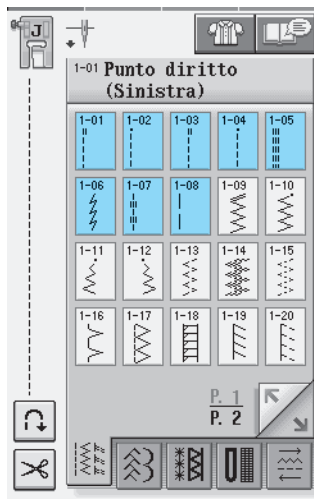 J
1-01 Punto diritto
(Sinistra)
1-01 1-02 1-03 1-04 1-05
1-06 1-07 1-08 1-09 1-10
1-11 1-12 1-13 1-14 1-15
1-16 1-17 1-18 1-19 1-20
P. 1
P. 2